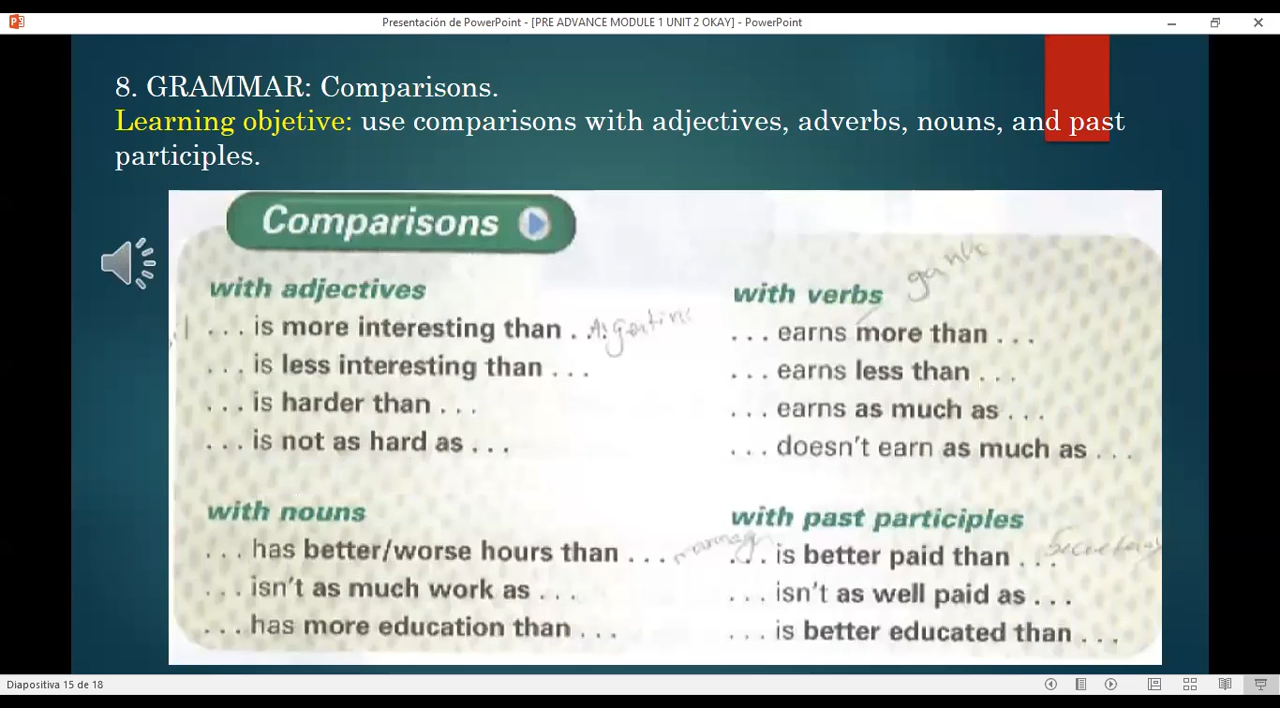 Presentación de PowerPoint - [PRE ADVANCE MODULE 1 UNIT 2 OKAY] - PowerPoint
8. GRAMMAR: Comparisons.
Learning objetive: use comparisons with adjectives, adverbs, nouns, and past
participles.
Comparisons
with adjectives
... is more interesting than ... Argentina
... is less interesting than ...
... is harder than ...
... is not as hard as ...
with verbs
... earns more than ...
... earns less than ...
... earns as much as ...
... doesn't earn as much as ...
with nouns
... has better/worse hours than ...
... isn't as much work as ...
... has more education than ...
with past participles
... is better paid than ...
... isn't as well paid as ...
... is better educated than ...
Diapositiva 15 de 18